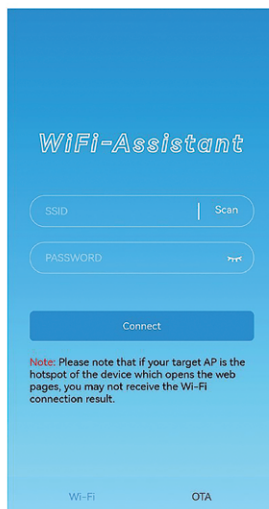 WiFi-Assistant
SSID | Scan
PASSWORD
Connect
Note: Please note that if your target AP is the
hotspot of the device which opens the web
pages, you may not receive the Wi-Fi
connection result.
Wi-Fi OTA